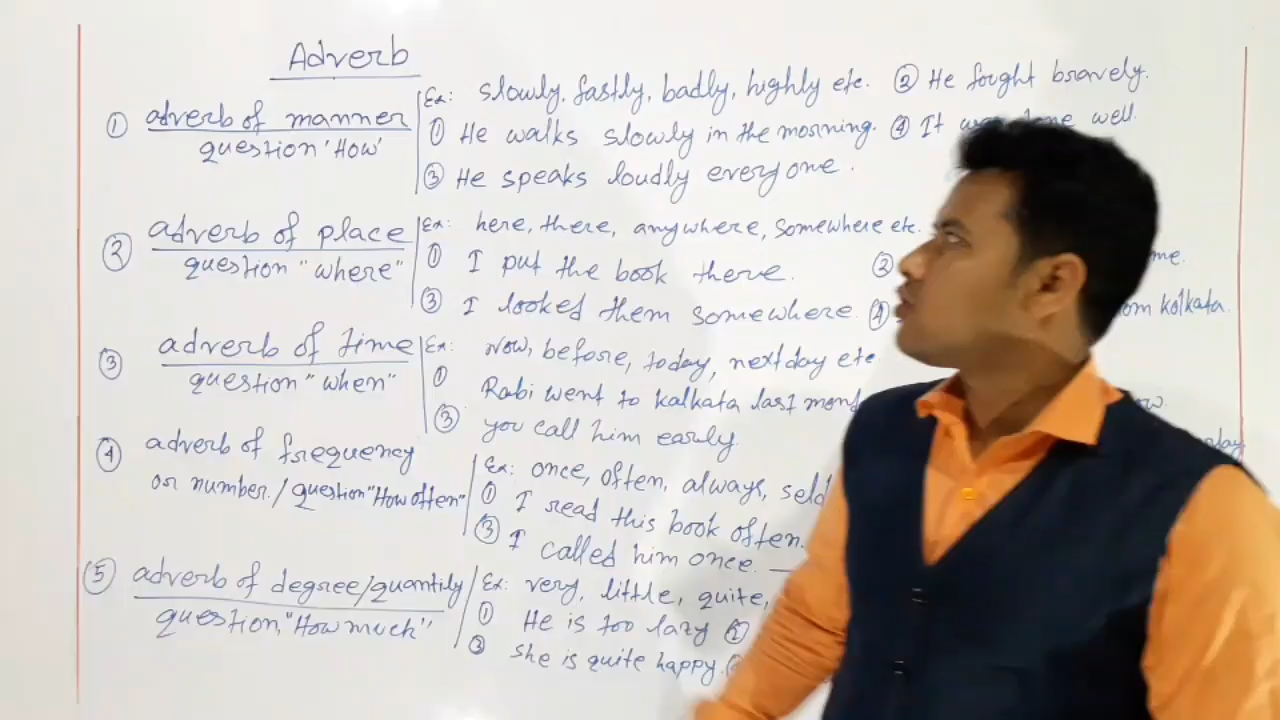 Adverb
① adverb of manner
question 'How'
Ex: slowly, fastly, badly, highly etc. ② He fought bravely.
① He walks slowly in the morning. ④ It well.
③ He speaks loudly everyone.
② adverb of place
question "where"
Ex: here, there, anywhere, somewhere etc.
① I put the book there. ② me.
③ I looked them somewhere. ④ kolkata.
③ adverb of time
question "when"
Ex: Now, before, today, next day etc
① Rabi went to kalkata last
③ you call him early.
④ adverb of frequency
or number. / question "How often"
Ex: once, often, always,
① I read this book often.
③ I called him once.
⑤ adverb of degree/quantily
question, "How much"
Ex: very, little, quite,
① He is too lazy ②
③ She is quite happy.